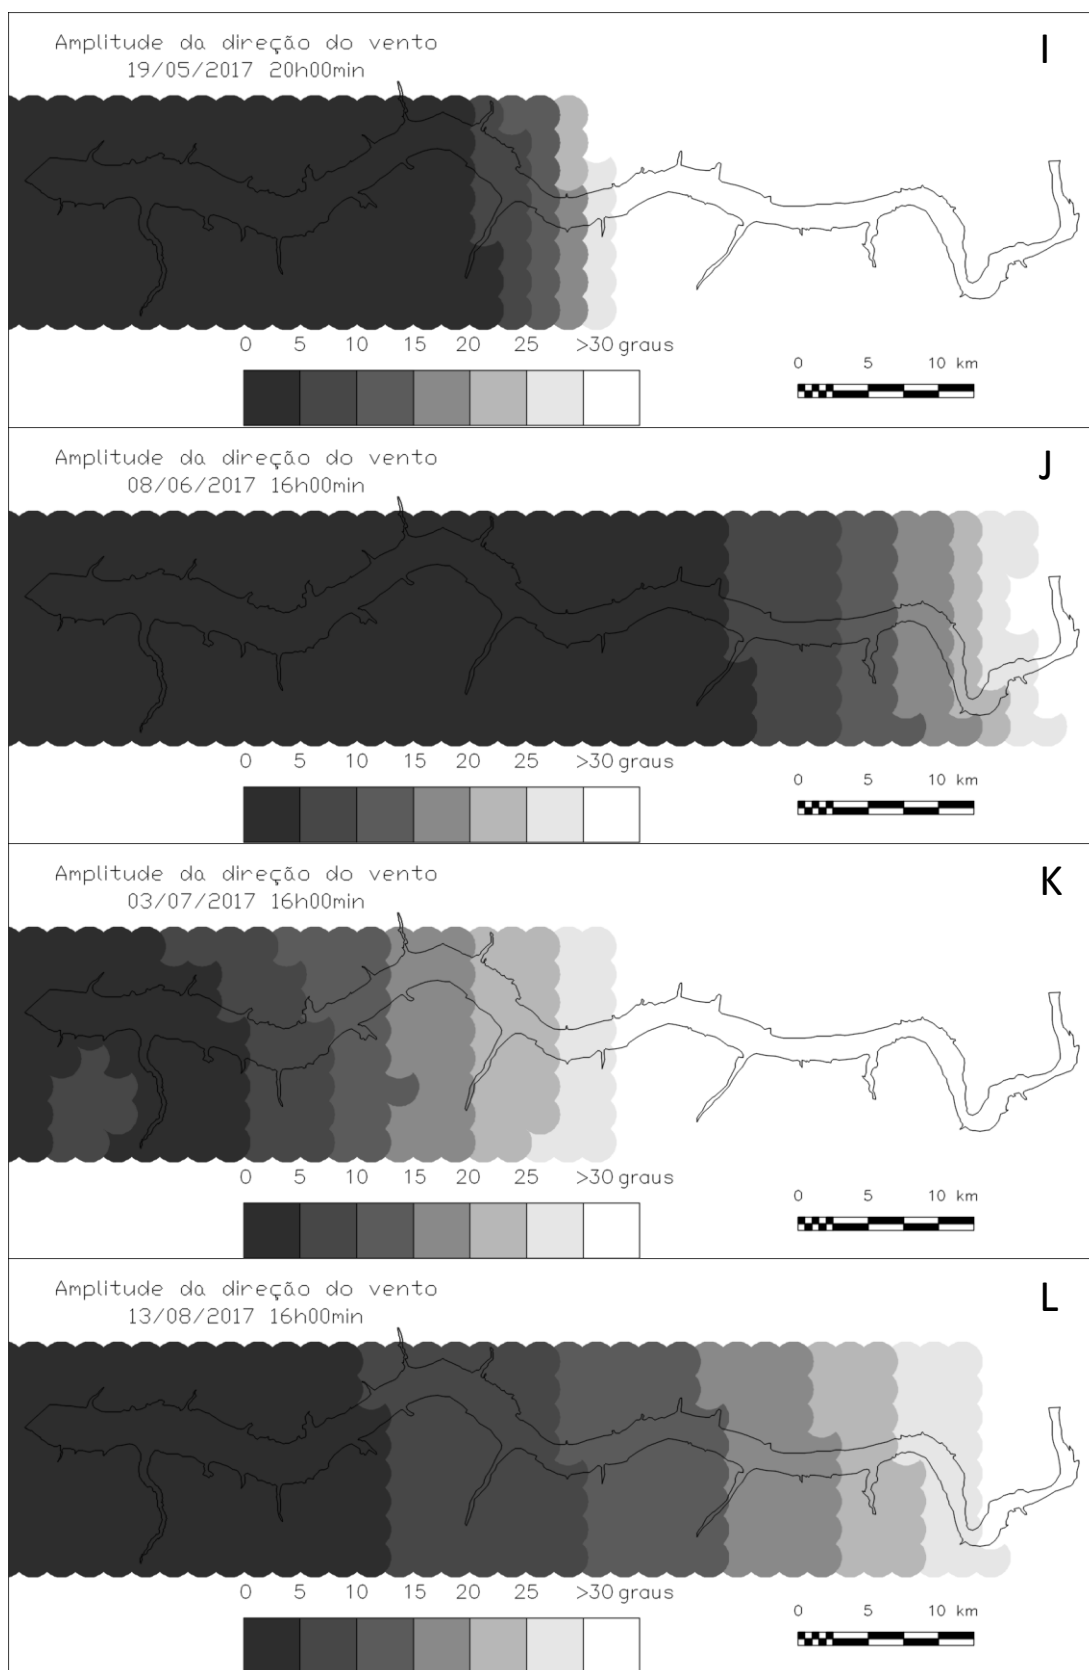 Amplitude da direção do vento
I
19/05/2017 20h00min
0 5 10 15 20 25 >30 graus
0 5 10 km
Amplitude da direção do vento
J
08/06/2017 16h00min
0 5 10 15 20 25 >30 graus
0 5 10 km
Amplitude da direção do vento
K
03/07/2017 16h00min
0 5 10 15 20 25 >30 graus
0 5 10 km
Amplitude da direção do vento
L
13/08/2017 16h00min
0 5 10 15 20 25 >30 graus
0 5 10 km